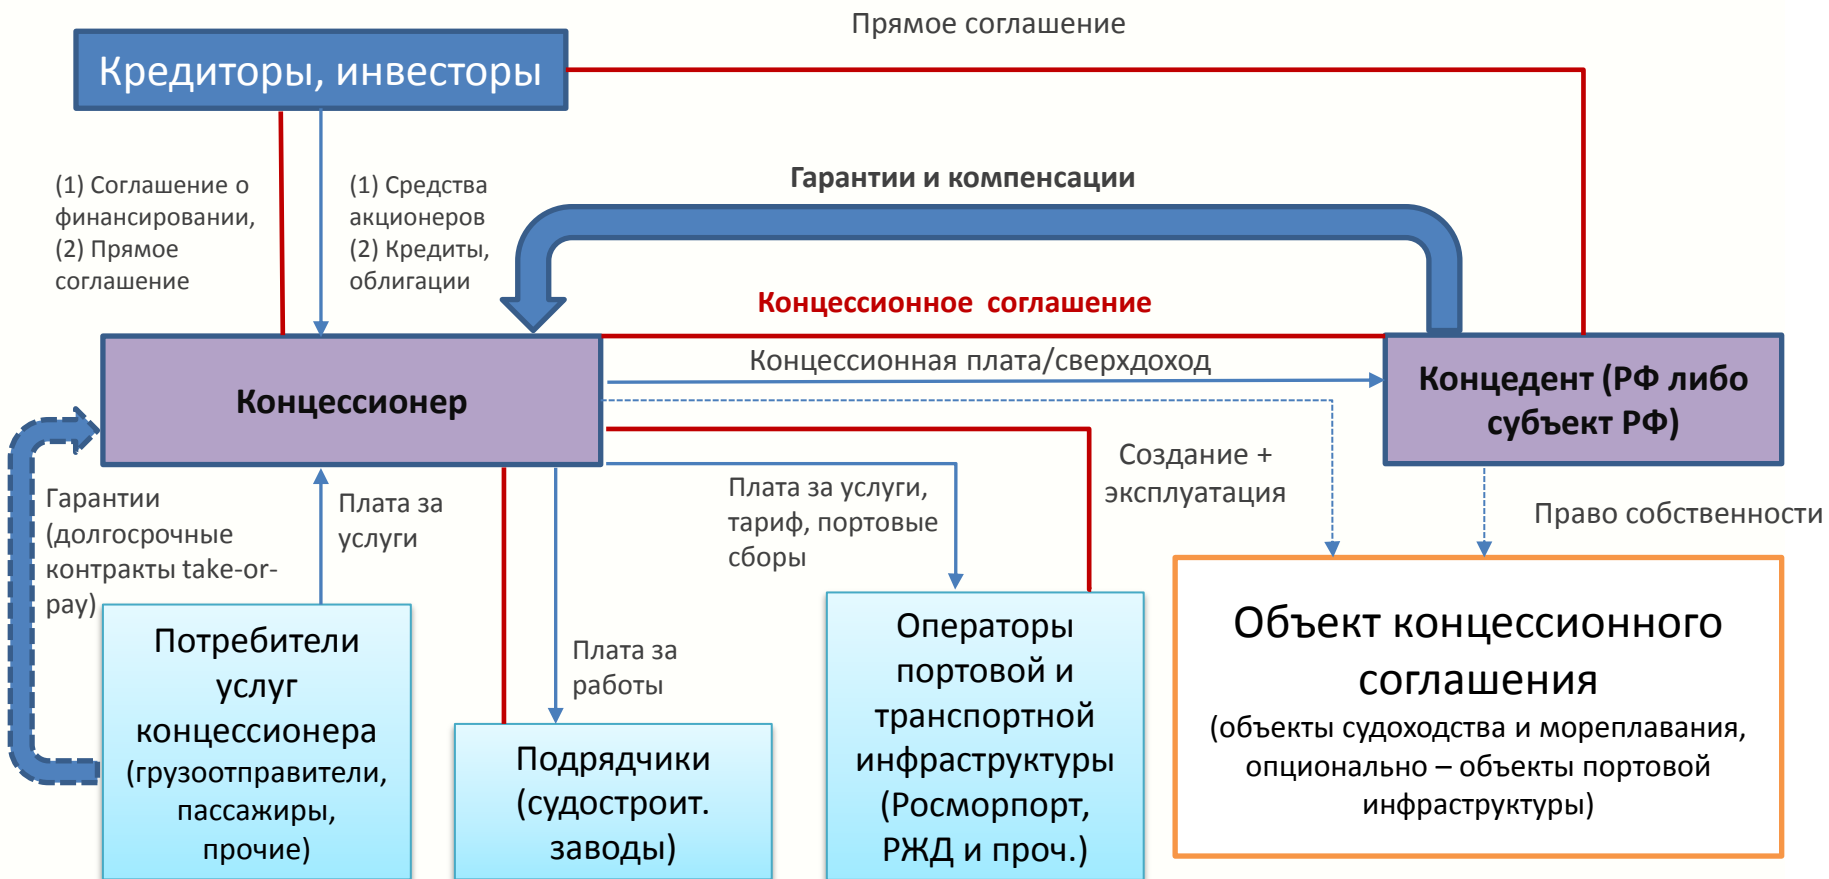 Прямое соглашение
Кредиторы, инвесторы
(1) Соглашение о
финансировании,
(2) Прямое
соглашение
(1) Средства
акционеров
(2) Кредиты,
облигации
Гарантии и компенсации
Концессионное соглашение
Концессионер
Концессионная плата/сверхдоход
Концедент (РФ либо
субъект РФ)
Гарантии
(долгосрочные
контракты take-or-
pay)
Плата за
услуги
Плата за услуги,
тариф, портовые
сборы
Создание +
эксплуатация
Право собственности
Потребители
услуг
концессионера
(грузоотправители,
пассажиры,
прочие)
Плата за
работы
Подрядчики
(судостроит.
заводы)
Операторы
портовой и
транспортной
инфраструктуры
(Росморпорт,
РЖД и проч.)
Объект концессионного
соглашения
(объекты судоходства и мореплавания,
опционально – объекты портовой
инфраструктуры)